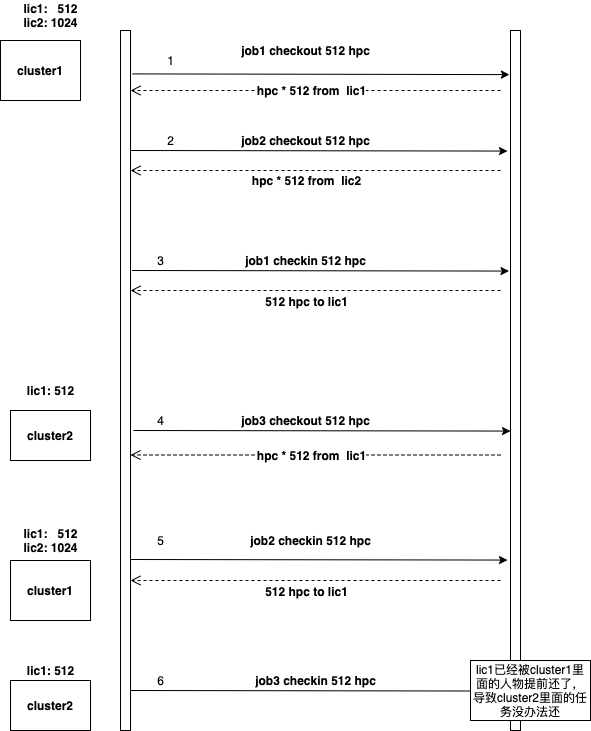 lic1: 512
lic2: 1024
cluster1
1
job1 checkout 512 hpc
hpc * 512 from lic1
2
job2 checkout 512 hpc
hpc * 512 from lic2
3
job1 checkin 512 hpc
512 hpc to lic1
lic1: 512
cluster2
4
job3 checkout 512 hpc
hpc * 512 from lic1
lic1: 512
lic2: 1024
cluster1
5
job2 checkin 512 hpc
512 hpc to lic1
lic1: 512
cluster2
6
job3 checkin 512 hpc
lic1已经被cluster1里
面的人物提前还了，
导致cluster2里面的任
务没办法还